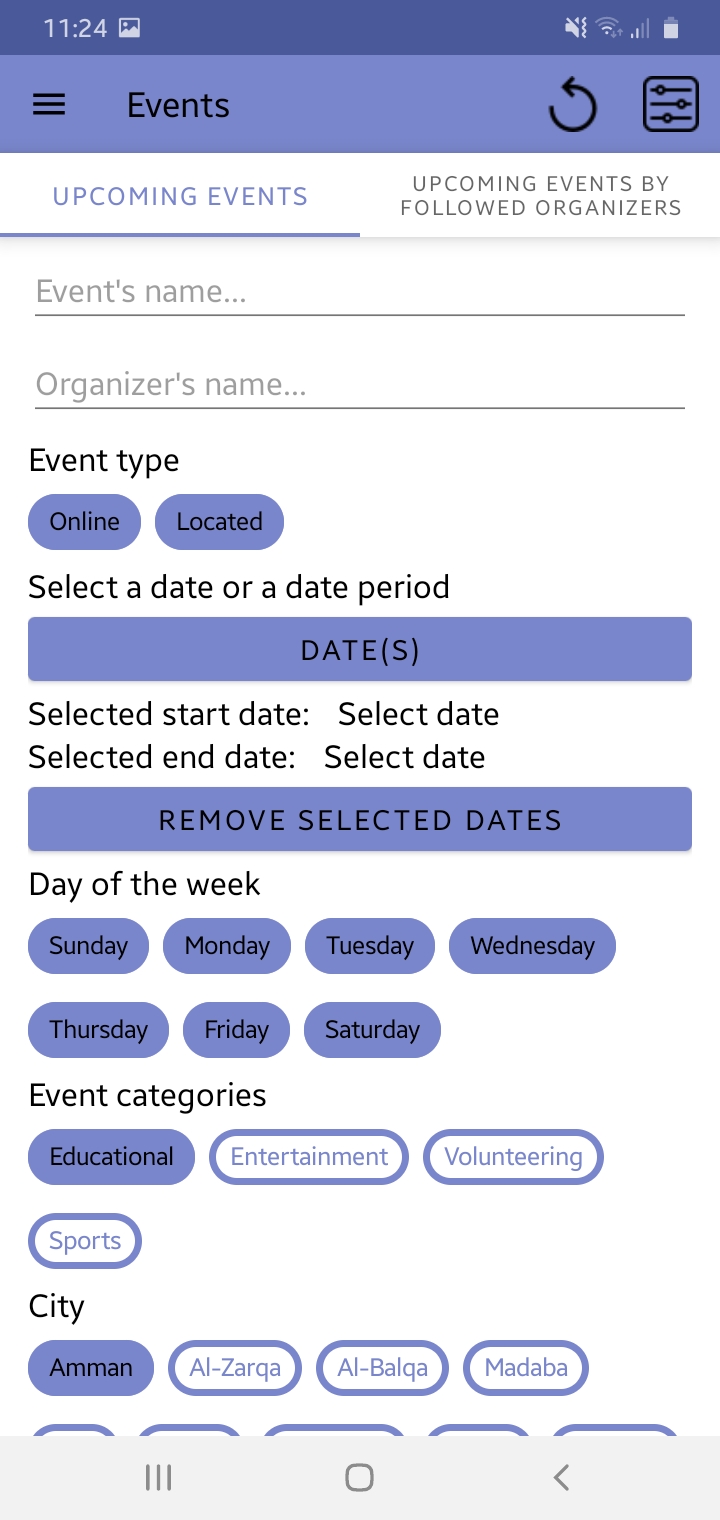 11:24
Events
UPCOMING EVENTS
UPCOMING EVENTS BY
FOLLOWED ORGANIZERS
Event's name...
Organizer's name...
Event type
Online Located
Select a date or a date period
DATE(S)
Selected start date: Select date
Selected end date: Select date
REMOVE SELECTED DATES
Day of the week
Sunday Monday Tuesday Wednesday
Thursday Friday Saturday
Event categories
Educational Entertainment Volunteering
Sports
City
Amman Al-Zarqa Al-Balqa Madaba